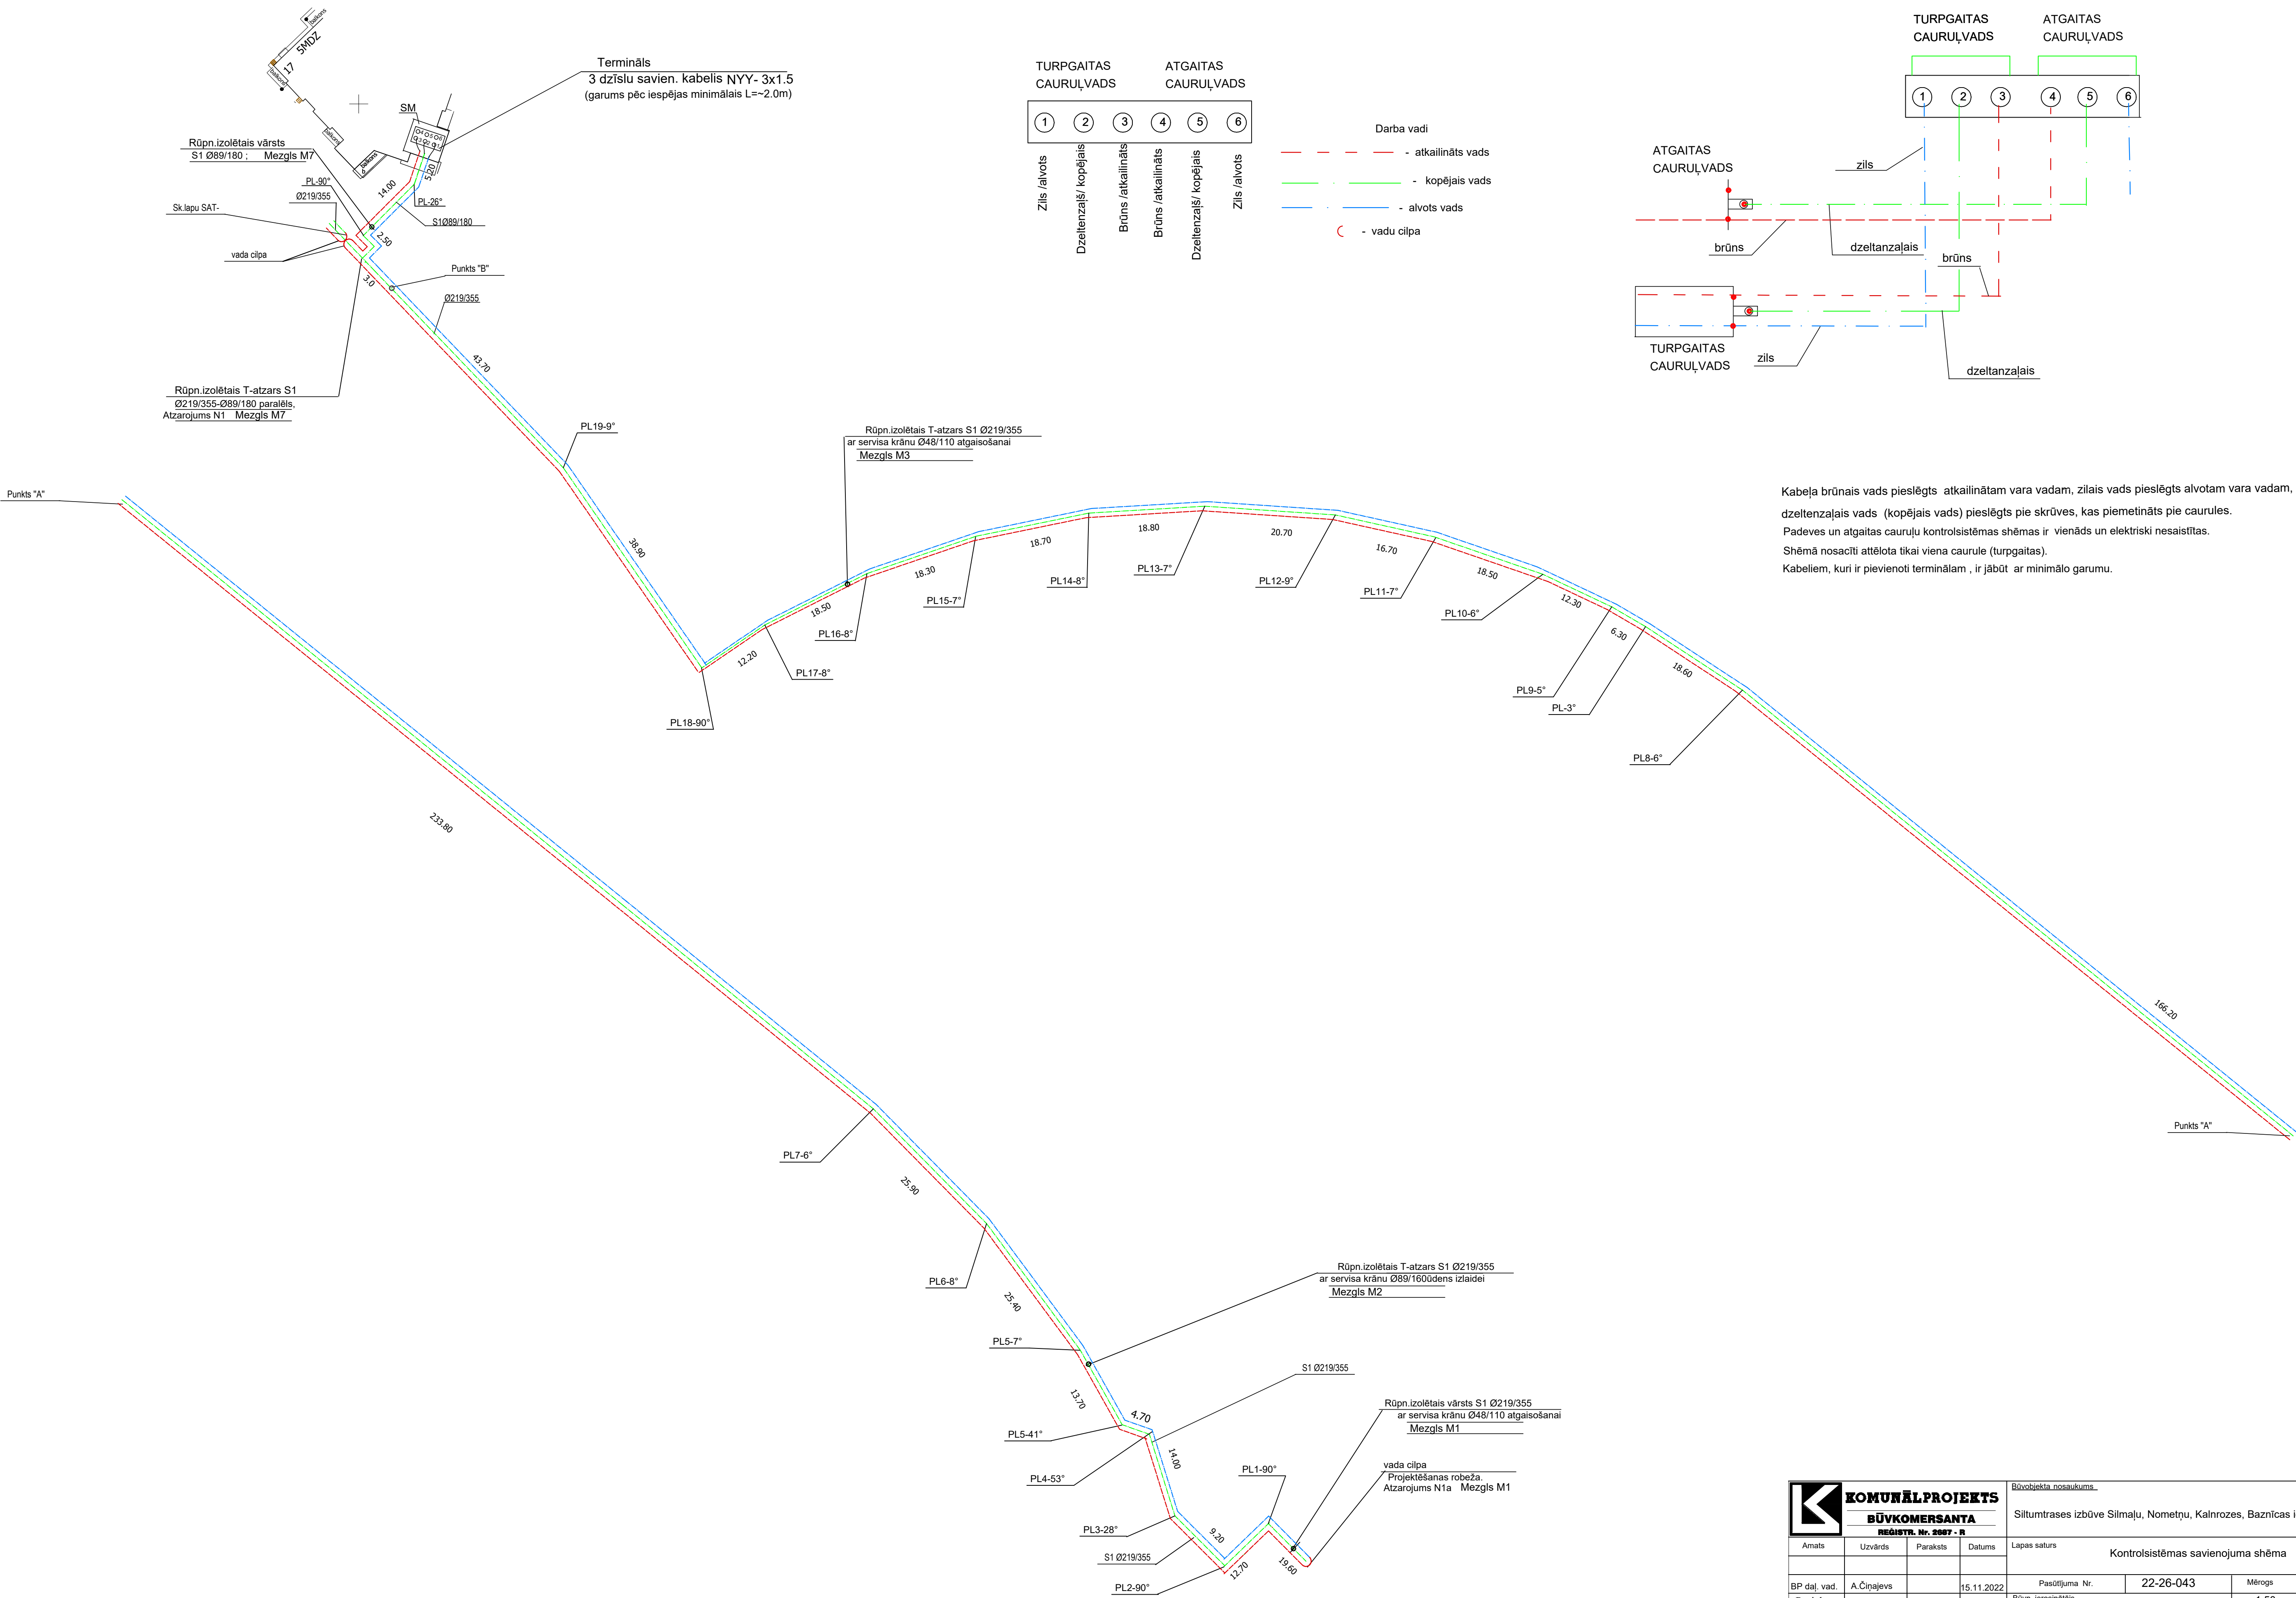 balkons
5MDZ
17
balkons
balkons
balkons
SM
Termināls
3 dzīslu savien. kabelis NYY- 3x1.5
(garums pēc iespējas minimālais L=~2.0m)
Rūpn.izolētais vārsts
S1 Ø89/180 ; Mezgls M7
PL-90°
Ø219/355
Sk.lapu SAT-
vada cilpa
14.00
5.20
PL-26°
S1Ø89/180
2.50
3.0
Punkts "B"
Ø219/355
43.70
Rūpn.izolētais T-atzars S1
Ø219/355-Ø89/180 paralēls,
Atzarojums N1 Mezgls M7
PL19-9°
38.90
TURPGAITAS
CAURUĻVADS
ATGAITAS
CAURUĻVADS
1 2 3 4 5 6
Zils /alvots
Dzeltenzaļš/ kopējais
Brūns /atkailināts
Brūns /atkailināts
Dzeltenzaļš/ kopējais
Zils /alvots
Darba vadi
- atkailināts vads
- kopējais vads
- alvots vads
- vadu cilpa
TURPGAITAS
CAURUĻVADS
ATGAITAS
CAURUĻVADS
1 2 3 4 5 6
ATGAITAS
CAURUĻVADS
zils
brūns
dzeltanzaļais
brūns
TURPGAITAS
CAURUĻVADS
zils
dzeltanzaļais
Kabeļa brūnais vads pieslēgts atkailinātam vara vadam, zilais vads pieslēgts alvotam vara vadam,
dzeltenzaļais vads (kopējais vads) pieslēgts pie skrūves, kas piemetināts pie caurules.
Padeves un atgaitas cauruļu kontrolsistēmas shēmas ir vienāds un elektriski nesaistītas.
Shēmā nosacīti attēlota tikai viena caurule (turpgaitas).
Kabeliem, kuri ir pievienoti terminālam , ir jābūt ar minimālo garumu.
Rūpn.izolētais T-atzars S1 Ø219/355
ar servisa krānu Ø48/110 atgaisošanai
Mezgls M3
Punkts "A"
12.20
18.50
18.30
18.70
18.80
20.70
16.70
18.50
12.30
6.30
18.60
PL18-90°
PL17-8°
PL16-8°
PL15-7°
PL14-8°
PL13-7°
PL12-9°
PL11-7°
PL10-6°
PL9-5°
PL-3°
PL8-6°
166.20
Punkts "A"
233.80
PL7-6°
25.90
PL6-8°
25.40
PL5-7°
Rūpn.izolētais T-atzars S1 Ø219/355
ar servisa krānu Ø89/160ūdens izlaidei
Mezgls M2
13.70
4.70
S1 Ø219/355
PL5-41°
PL4-53°
14.00
Rūpn.izolētais vārsts S1 Ø219/355
ar servisa krānu Ø48/110 atgaisošanai
Mezgls M1
vada cilpa
Projektēšanas robeža.
Atzarojums N1a Mezgls M1
PL1-90°
PL3-28°
S1 Ø219/355
9.20
PL2-90°
12.70
19.60
KOMUNĀLPROJEKTS
BŪVKOMERSANTA
REĢISTR. Nr. 2687 - R
Būvobjekta nosaukums
Siltumtrases izbūve Silmaļu, Nometņu, Kalnrozes, Baznīcas i
Amats Uzvārds Paraksts Datums
Lapas saturs
Kontrolsistēmas savienojuma shēma
BP daļ. vad. A.Čiņajevs 15.11.2022
Pasūtījuma Nr. 22-26-043 Mērogs